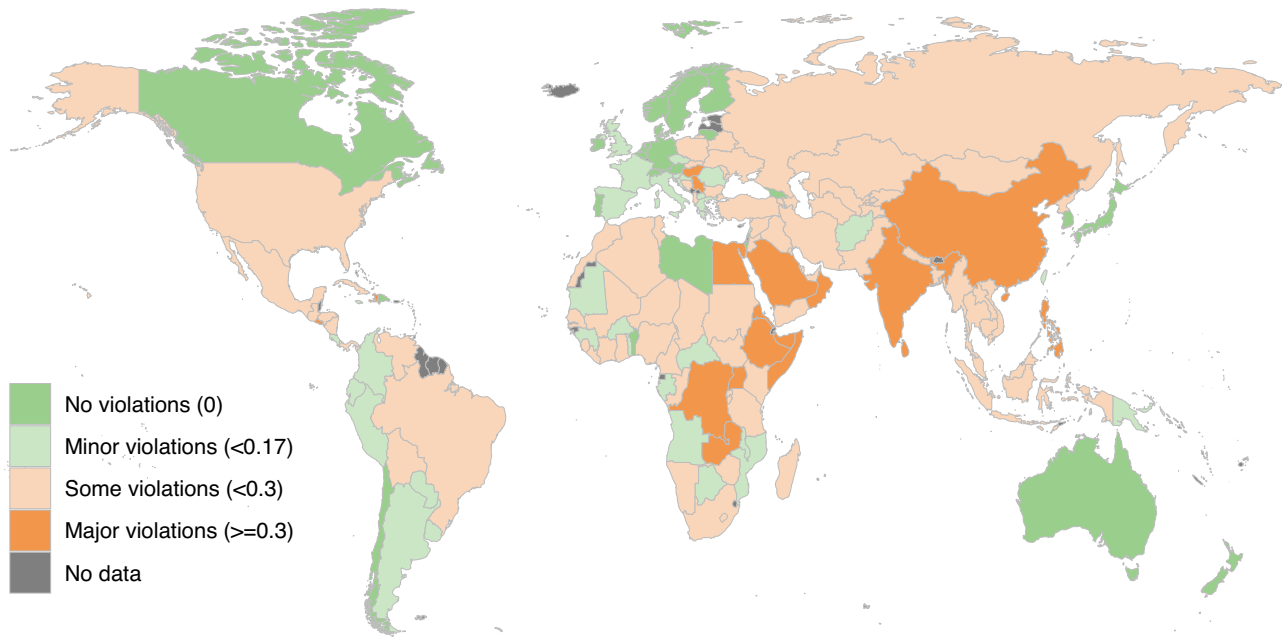 No violations (0)
Minor violations (<0.17)
Some violations (<0.3)
Major violations (>=0.3)
No data